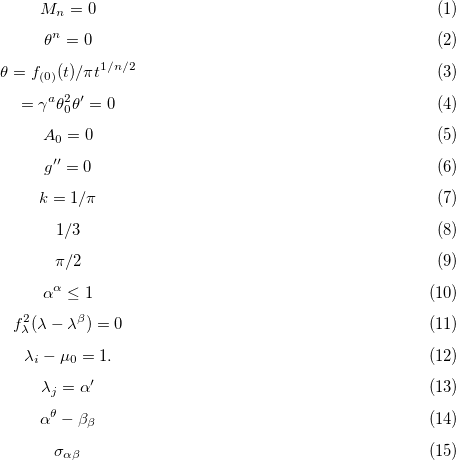 M_n = 0 (1)
θ^n = 0 (2)
θ = f_{(0)}(t)/πt^{1/n/2} (3)
= γ^a θ_0^2 θ′ = 0 (4)
A_0 = 0 (5)
g″ = 0 (6)
k = 1/π (7)
1/3 (8)
π/2 (9)
α^α ≤ 1 (10)
f_λ^2(λ − λ^β) = 0 (11)
λ_i − μ_0 = 1. (12)
λ_j = α′ (13)
α^θ − β_β (14)
σ_{αβ} (15)